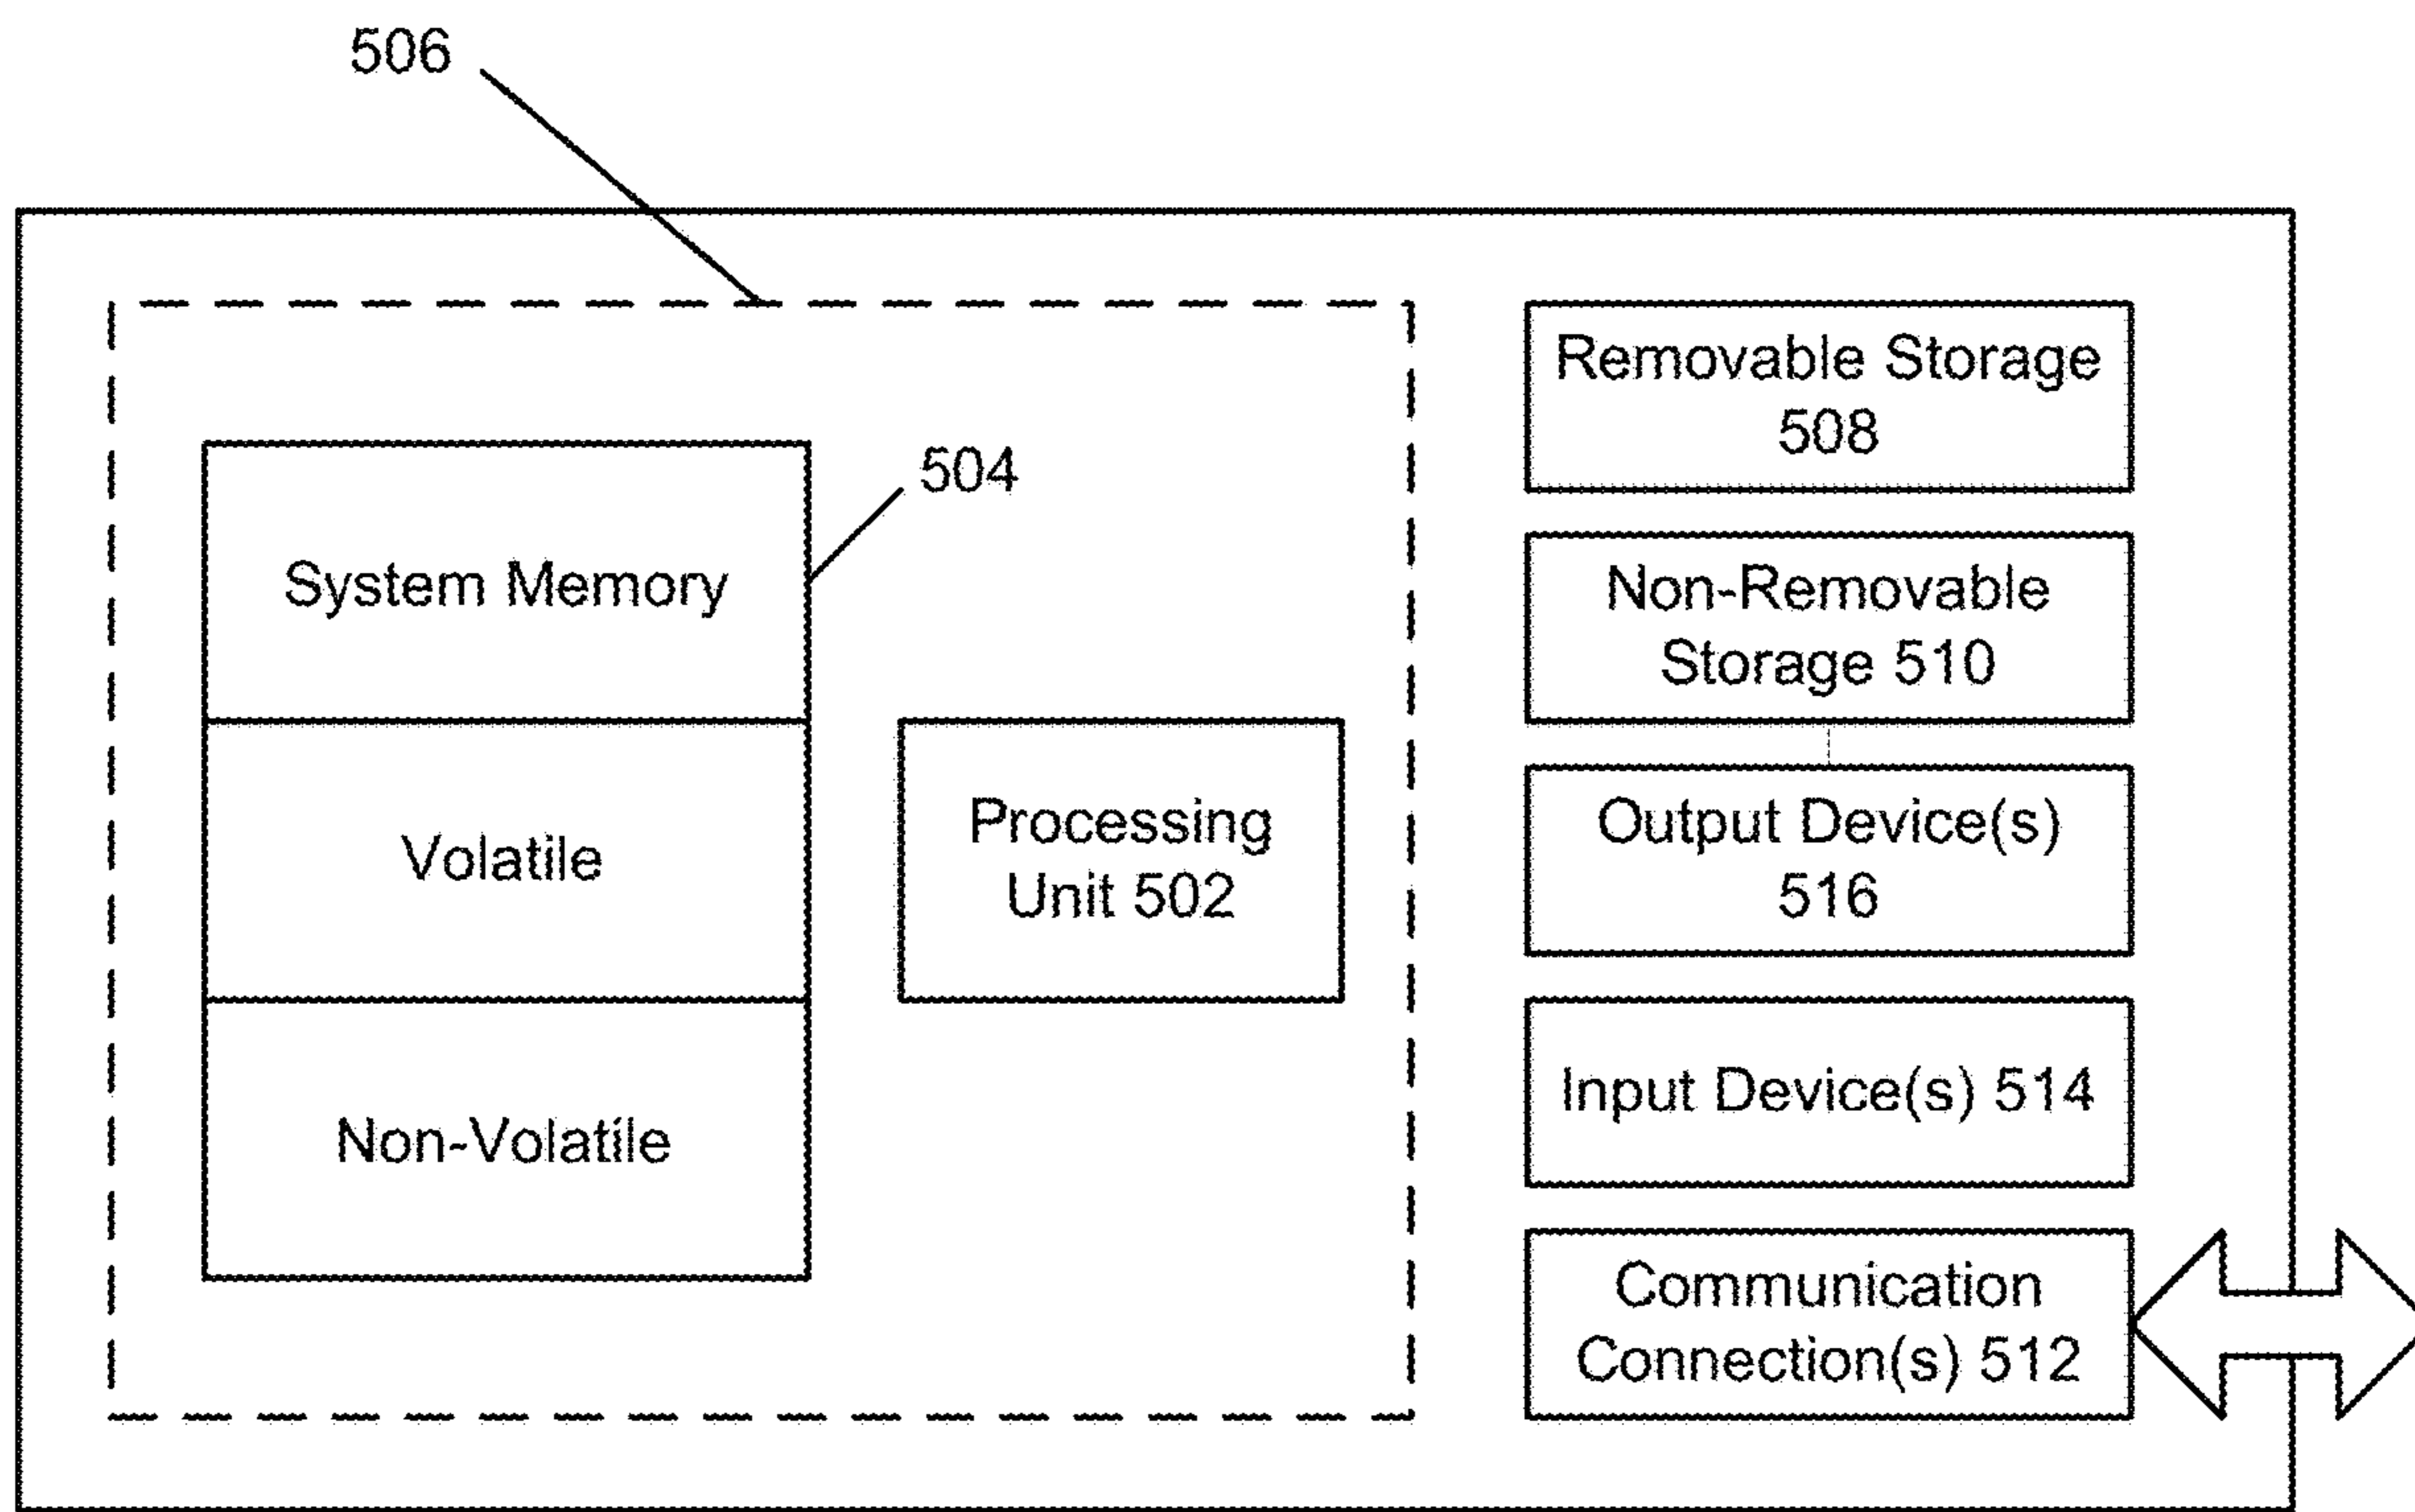 506
504
System Memory
Volatile
Non-Volatile
Processing
Unit 502
Removable Storage
508
Non-Removable
Storage 510
Output Device(s)
516
Input Device(s) 514
Communication
Connection(s) 512